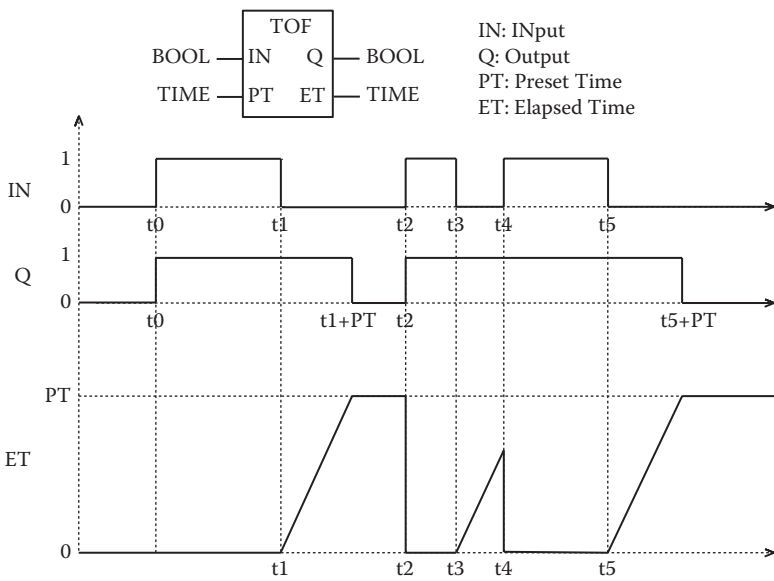 TOF
BOOL IN Q BOOL
TIME PT ET TIME
IN: INput
Q: Output
PT: Preset Time
ET: Elapsed Time
1
IN
0
t0 t1 t2 t3 t4 t5
1
Q
0
t0 t1+PT t2 t5+PT
PT
ET
0
t1 t2 t3 t4 t5